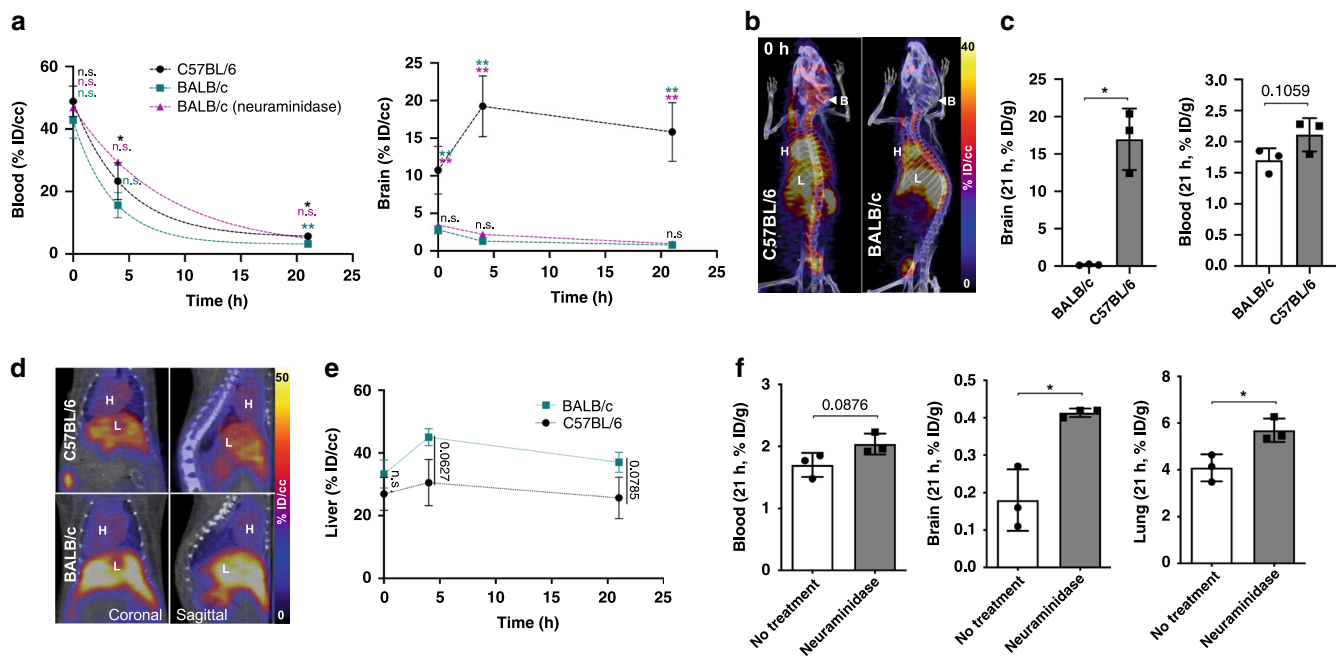 a
Blood (% ID/cc)
60
40
20
0
n.s.
n.s.
n.s.
*
n.s.
n.s.
*
n.s.
**
C57BL/6
BALB/c
BALB/c (neuraminidase)
0 5 10 15 20 25
Time (h)
Brain (% ID/cc)
25
20
15
10
5
0
**
**
**
**
**
**
n.s.
n.s.
n.s
0 5 10 15 20 25
Time (h)
b
0 h
B
B
H
L
H
L
C57BL/6
BALB/c
40
% ID/cc
0
c
Brain (21 h, % ID/g)
25
20
15
10
5
0
*
BALB/c
C57BL/6
Blood (21 h, % ID/g)
3.0
2.5
2.0
1.5
1.0
0.5
0.0
0.1059
BALB/c
C57BL/6
d
C57BL/6
H
L
H
L
BALB/c
H
L
H
L
Coronal
Sagittal
50
% ID/cc
0
e
Liver (% ID/cc)
60
40
20
0
BALB/c
C57BL/6
n.s
0.0627
0.0785
0 5 10 15 20 25
Time (h)
f
Blood (21 h, % ID/g)
3
2
1
0
0.0876
No treatment
Neuraminidase
Brain (21 h, % ID/g)
0.5
0.4
0.3
0.2
0.1
0.0
*
No treatment
Neuraminidase
Lung (21 h, % ID/g)
8
6
4
2
0
*
No treatment
Neuraminidase